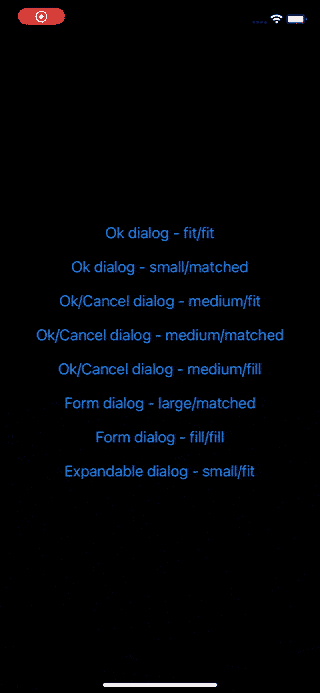 Ok dialog - fit/fit
Ok dialog - small/matched
Ok/Cancel dialog - medium/fit
Ok/Cancel dialog - medium/matched
Ok/Cancel dialog - medium/fill
Form dialog - large/matched
Form dialog - fill/fill
Expandable dialog - small/fit